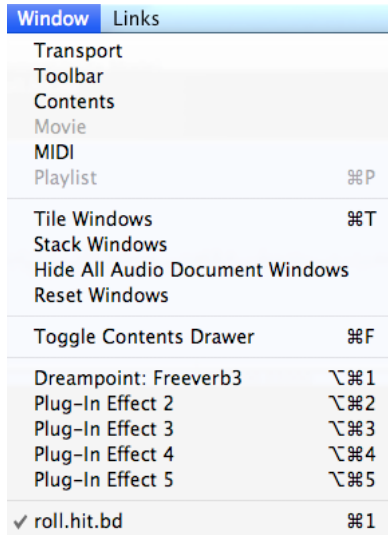 Window Links
Transport
Toolbar
Contents
Movie
MIDI
Playlist ⌘P
Tile Windows ⌘T
Stack Windows
Hide All Audio Document Windows
Reset Windows
Toggle Contents Drawer ⌘F
Dreampoint: Freeverb3 ⌥⌘1
Plug-In Effect 2 ⌥⌘2
Plug-In Effect 3 ⌥⌘3
Plug-In Effect 4 ⌥⌘4
Plug-In Effect 5 ⌥⌘5
✓ roll.hit.bd ⌘1